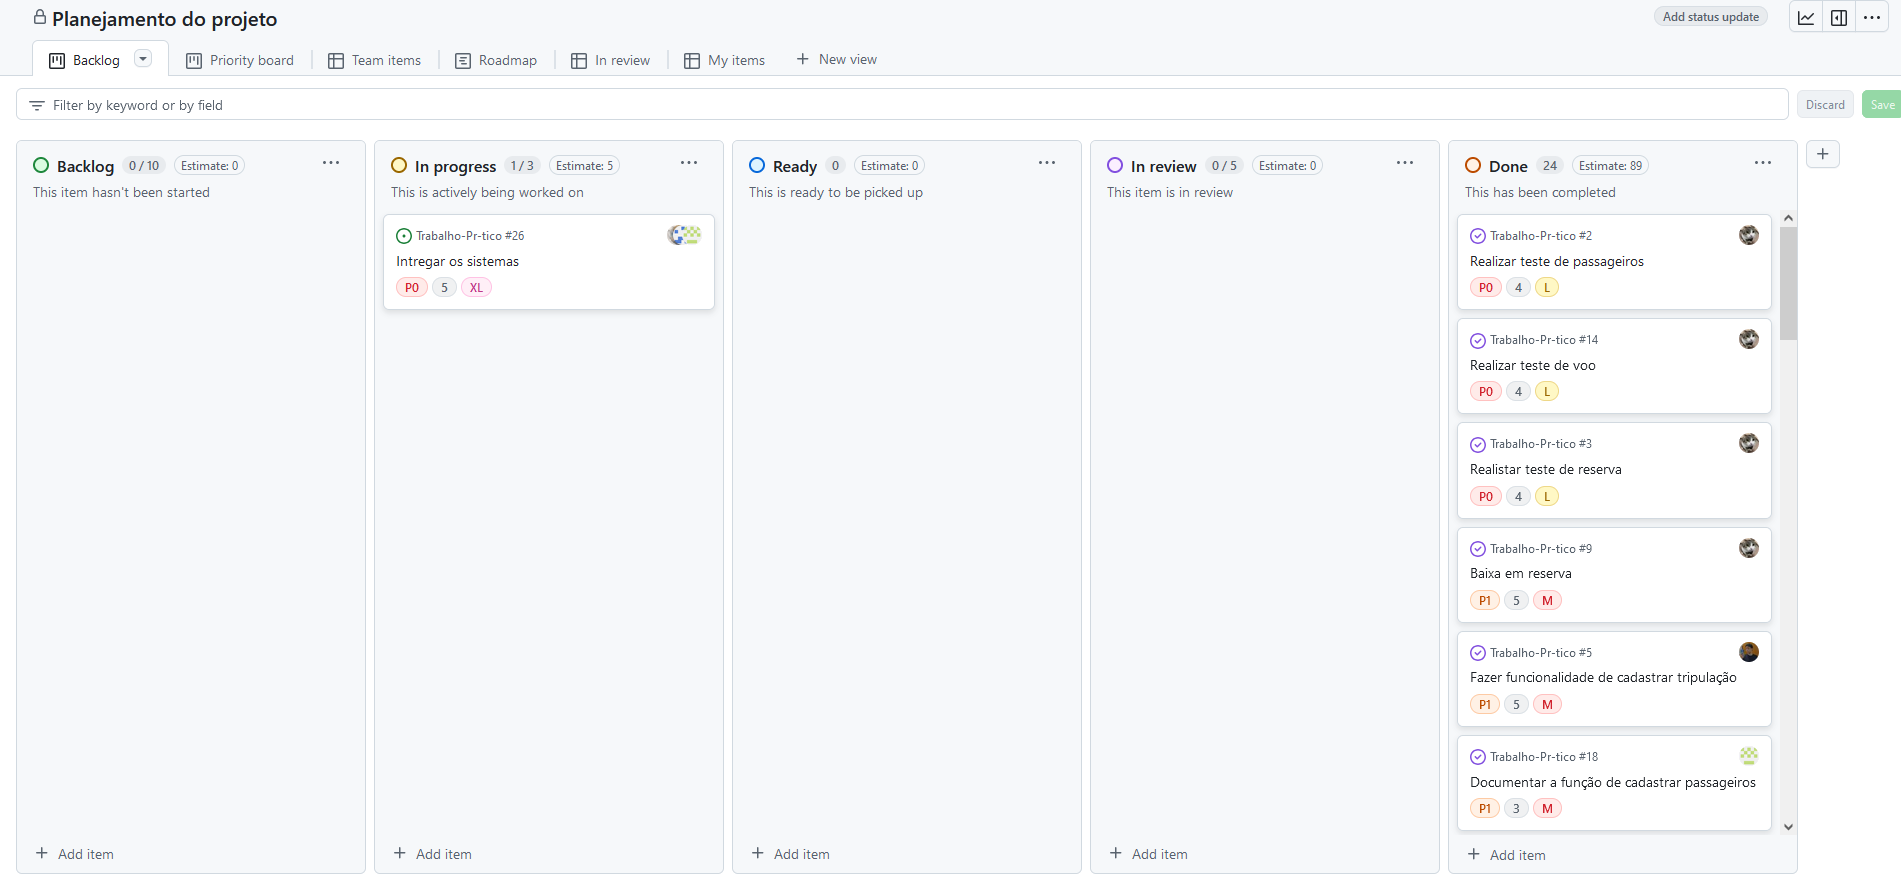 Planejamento do projeto
Add status update
Backlog
Priority board
Team items
Roadmap
In review
My items
New view
Filter by keyword or by field
Discard
Save
Backlog 0 / 10 Estimate: 0
This item hasn't been started
Add item
In progress 1 / 3 Estimate: 5
This is actively being worked on
Trabalho-Pr-tico #26
Intregar os sistemas
P0 5 XL
Add item
Ready 0 Estimate: 0
This is ready to be picked up
Add item
In review 0 / 5 Estimate: 0
This item is in review
Add item
Done 24 Estimate: 89
This has been completed
Trabalho-Pr-tico #2
Realizar teste de passageiros
P0 4 L
Trabalho-Pr-tico #14
Realizar teste de voo
P0 4 L
Trabalho-Pr-tico #3
Realistar teste de reserva
P0 4 L
Trabalho-Pr-tico #9
Baixa em reserva
P1 5 M
Trabalho-Pr-tico #5
Fazer funcionalidade de cadastrar tripulação
P1 5 M
Trabalho-Pr-tico #18
Documentar a função de cadastrar passageiros
P1 3 M
Add item